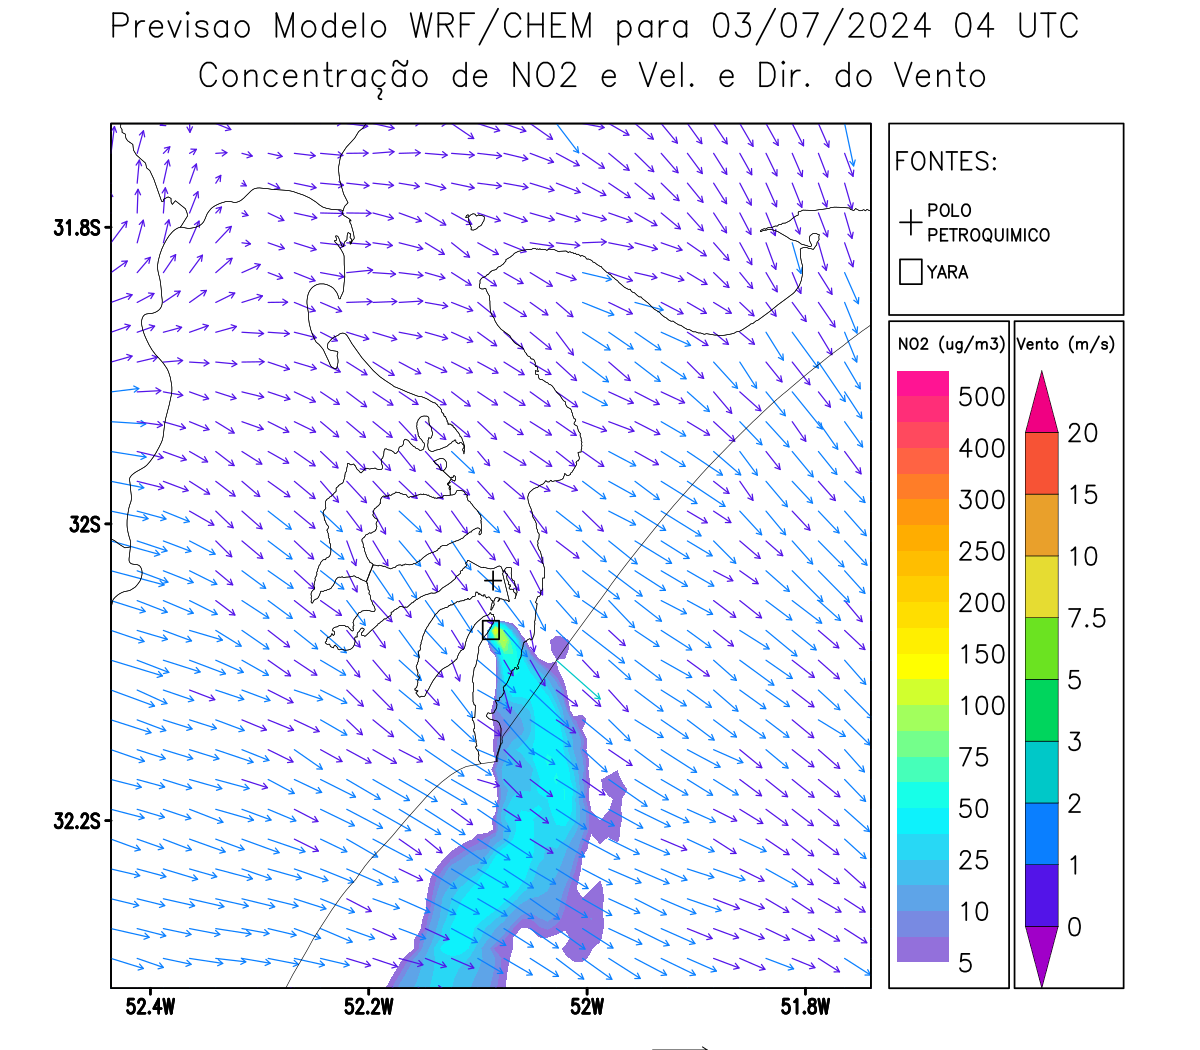 Previsao Modelo WRF/CHEM para 03/07/2024 04 UTC
Concentração de NO2 e Vel. e Dir. do Vento
FONTES:
POLO
PETROQUIMICO
YARA
NO2 (ug/m3)
500
400
300
250
200
150
100
75
50
25
10
5
Vento (m/s)
20
15
10
7.5
5
3
2
1
0
31.8S
32S
32.2S
52.4W
52.2W
52W
51.8W